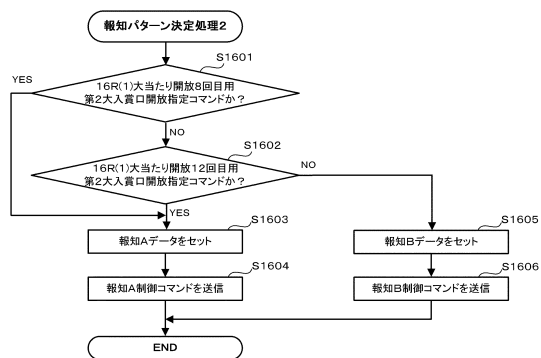 報知パターン決定処理2
S1601
YES
16R(1)大当たり開放8回目用
第2大入賞口開放指定コマンドか?
NO
S1602
16R(1)大当たり開放12回目用
第2大入賞口開放指定コマンドか?
NO
YES
S1603
報知Aデータをセット
S1605
報知Bデータをセット
S1604
報知A制御コマンドを送信
S1606
報知B制御コマンドを送信
END